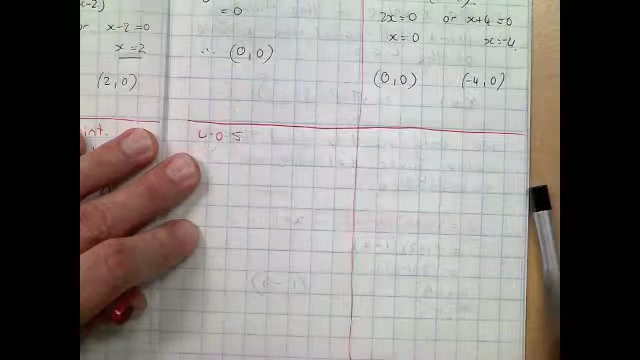 x-2)
or x-2=0
x=2
(2,0)
=0
∴ (0,0)
2x=0 or x+4=0
x=0 x=-4
(0,0) (-4,0)
L.O.S